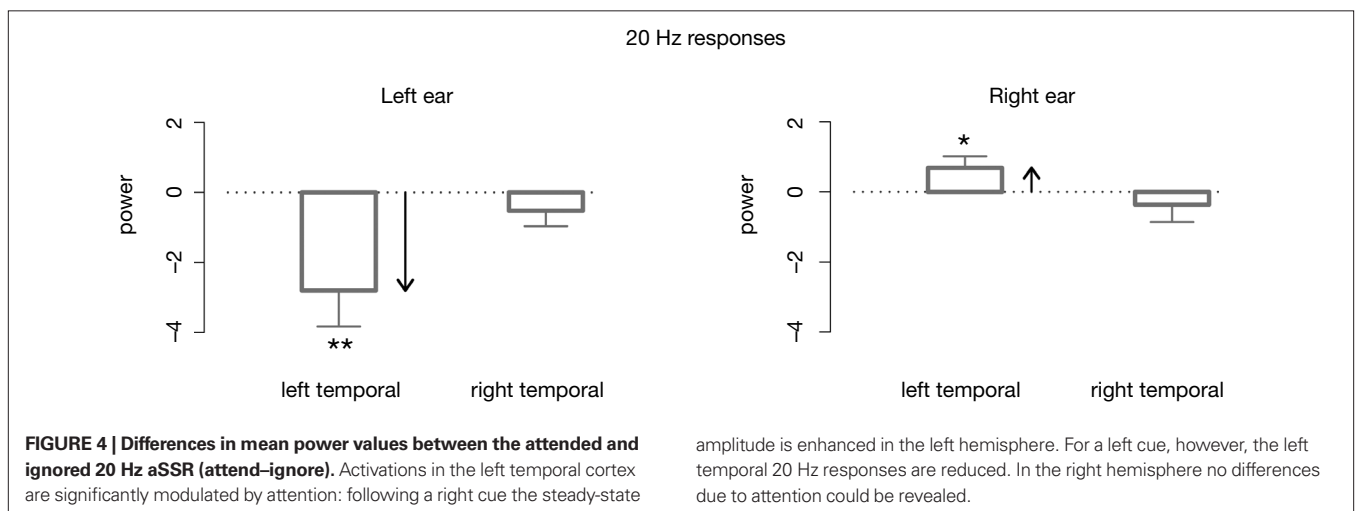 20 Hz responses
Left ear
2
0
−2
−4
power
**
left temporal right temporal
Right ear
2
0
−2
−4
power
*
left temporal right temporal
FIGURE 4 | Differences in mean power values between the attended and
ignored 20 Hz aSSR (attend–ignore). Activations in the left temporal cortex
are significantly modulated by attention: following a right cue the steady-state
amplitude is enhanced in the left hemisphere. For a left cue, however, the left
temporal 20 Hz responses are reduced. In the right hemisphere no differences
due to attention could be revealed.